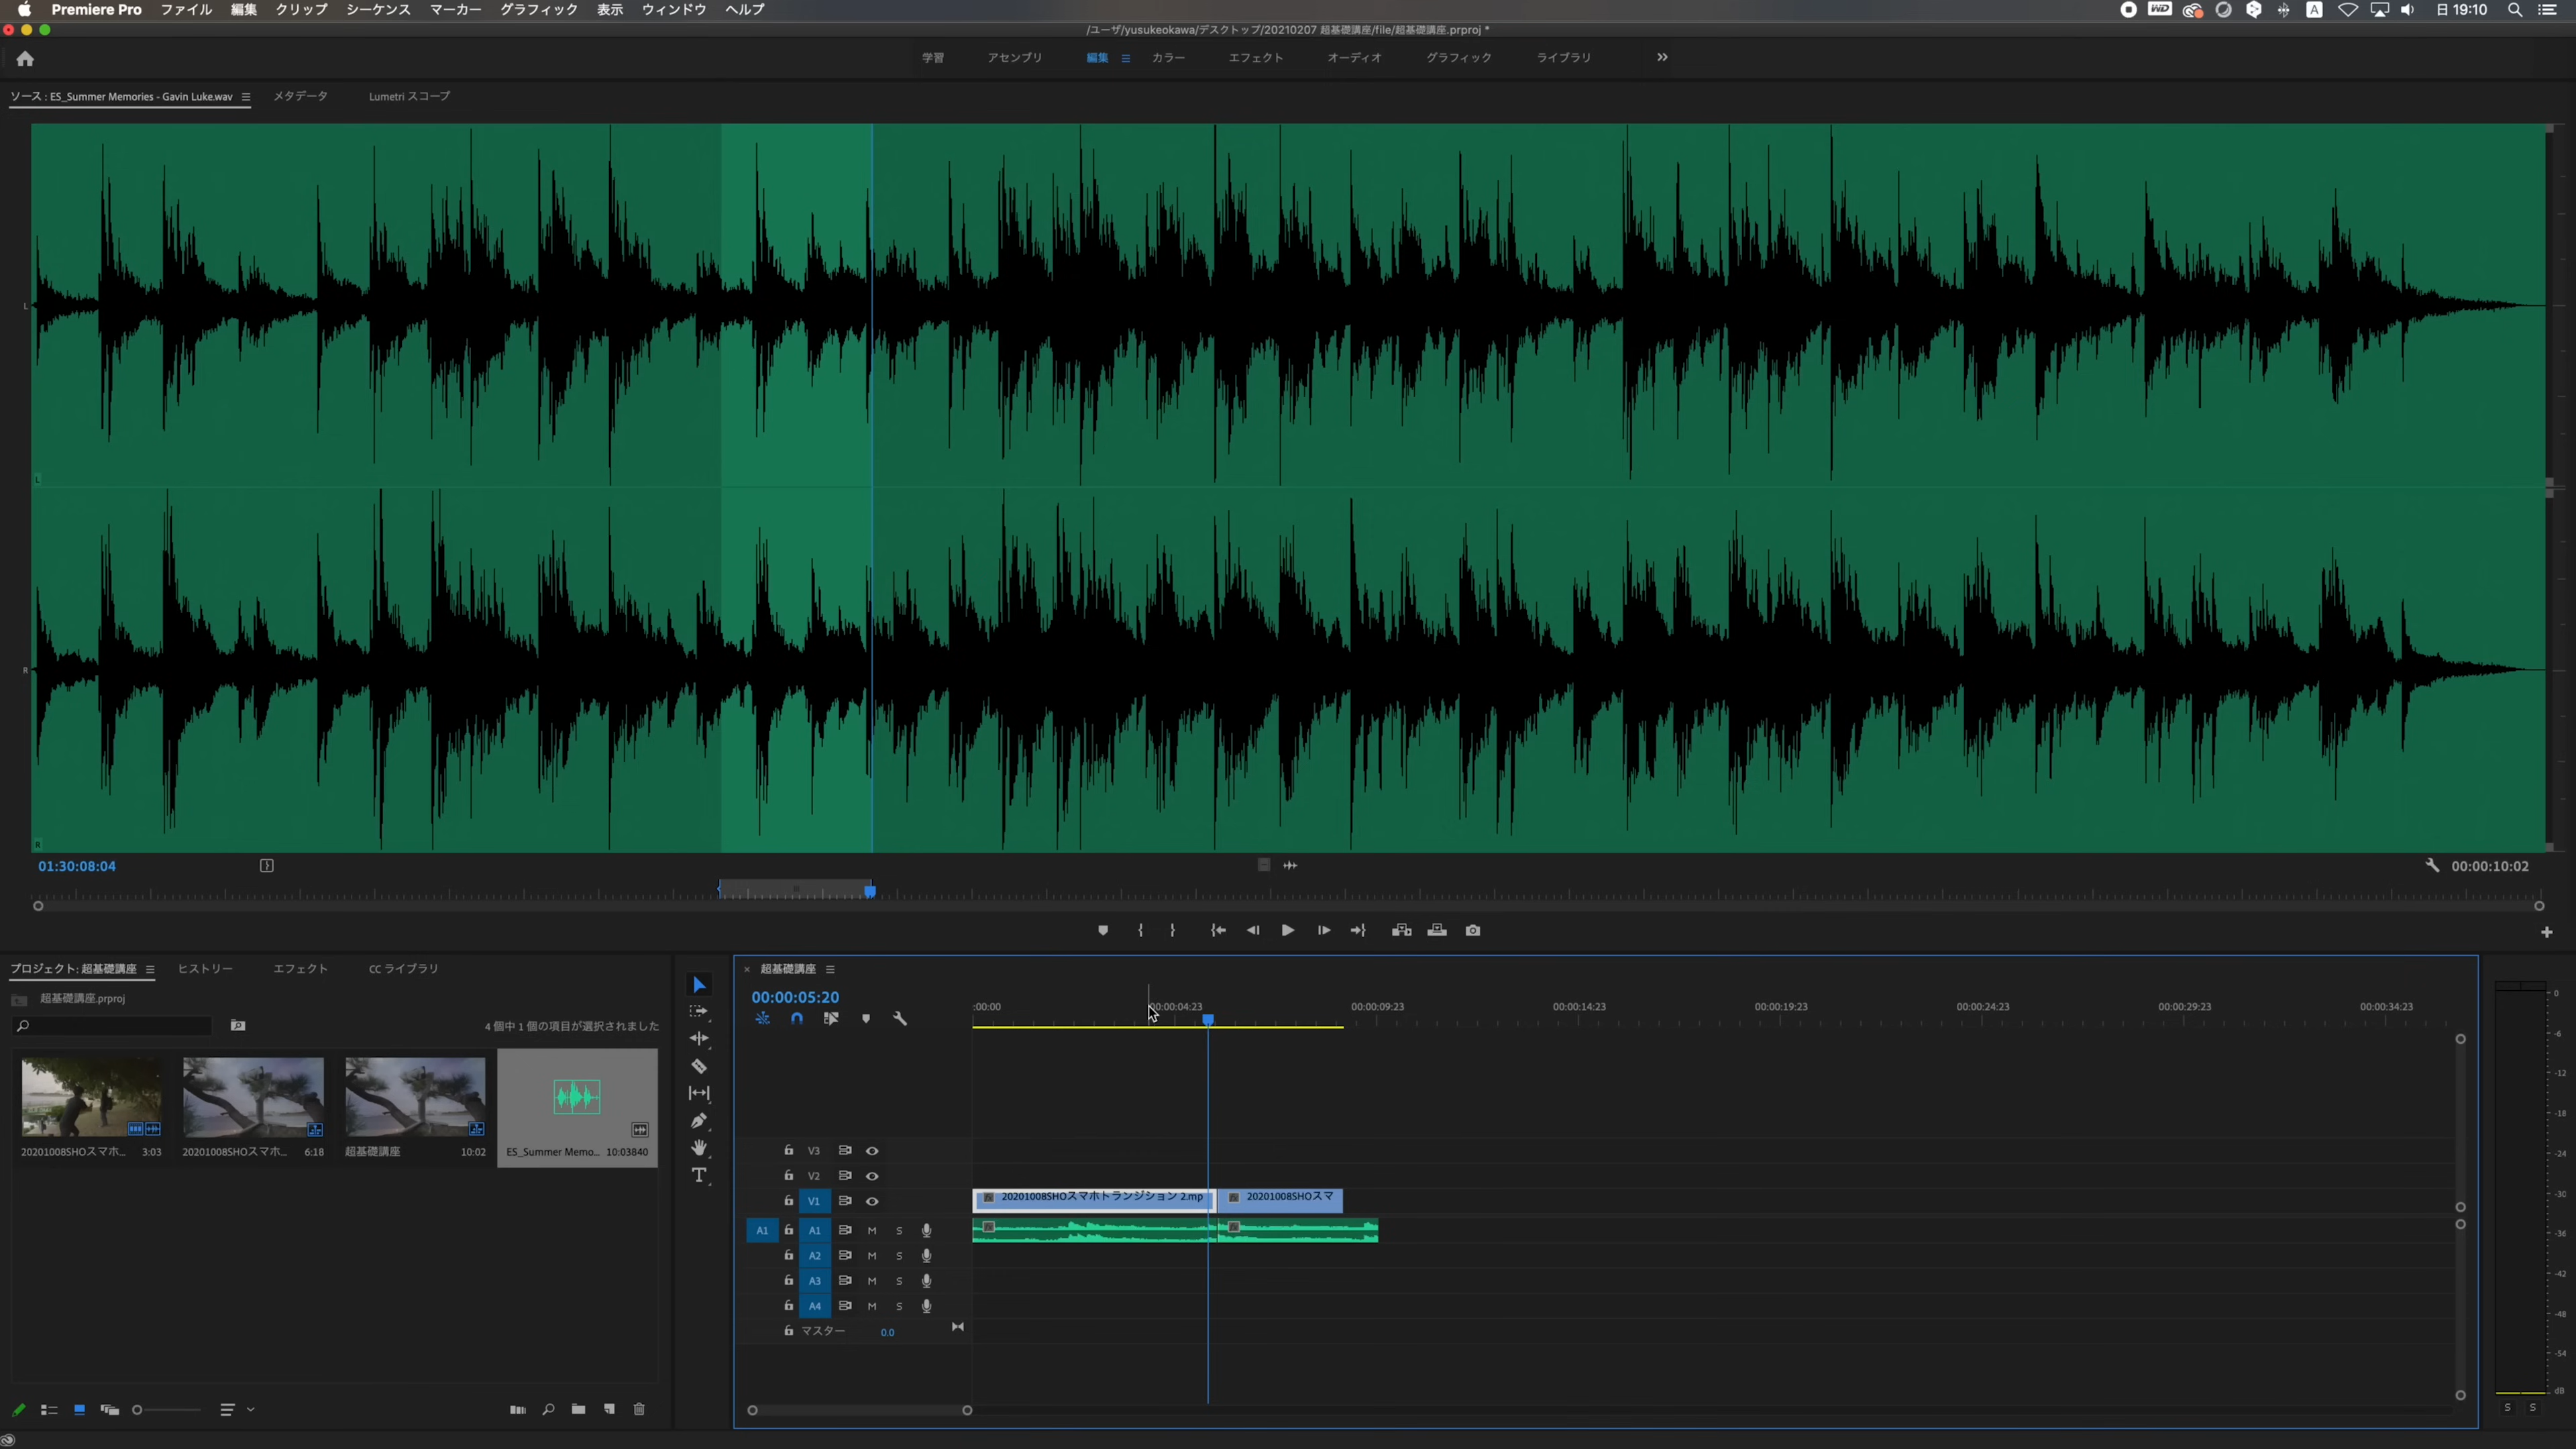 Premiere Pro ファイル 編集 クリップ シーケンス マーカー グラフィック 表示 ウィンドウ ヘルプ
日 19:10
/ユーザ/yusukeokawa/デスクトップ/20210207 超基礎講座/file/超基礎講座.prproj *
学習 アセンブリ 編集 カラー エフェクト オーディオ グラフィック ライブラリ
ソース : ES_Summer Memories - Gavin Luke.wav メタデータ Lumetri スコープ
L
L
R
R
01:30:08:04
00:00:10:02
プロジェクト: 超基礎講座 ヒストリー エフェクト CC ライブラリ
超基礎講座.prproj
4 個中 1 個の項目が選択されました
20201008SHOスマホ... 3:03
20201008SHOスマホ... 6:18
超基礎講座 10:02
ES_Summer Memo... 10:03840
超基礎講座
00:00:05:20
:00:00 00:00:04:23 00:00:09:23 00:00:14:23 00:00:19:23 00:00:24:23 00:00:29:23 00:00:34:23
V3
V2
V1
20201008SHOスマホトランジション 2.mp
20201008SHOスマ
A1 A1 M S
A2 M S
A3 M S
A4 M S
マスター 0.0
0
-6
-12
-18
-24
-30
-36
-42
-48
-54
dB
S S